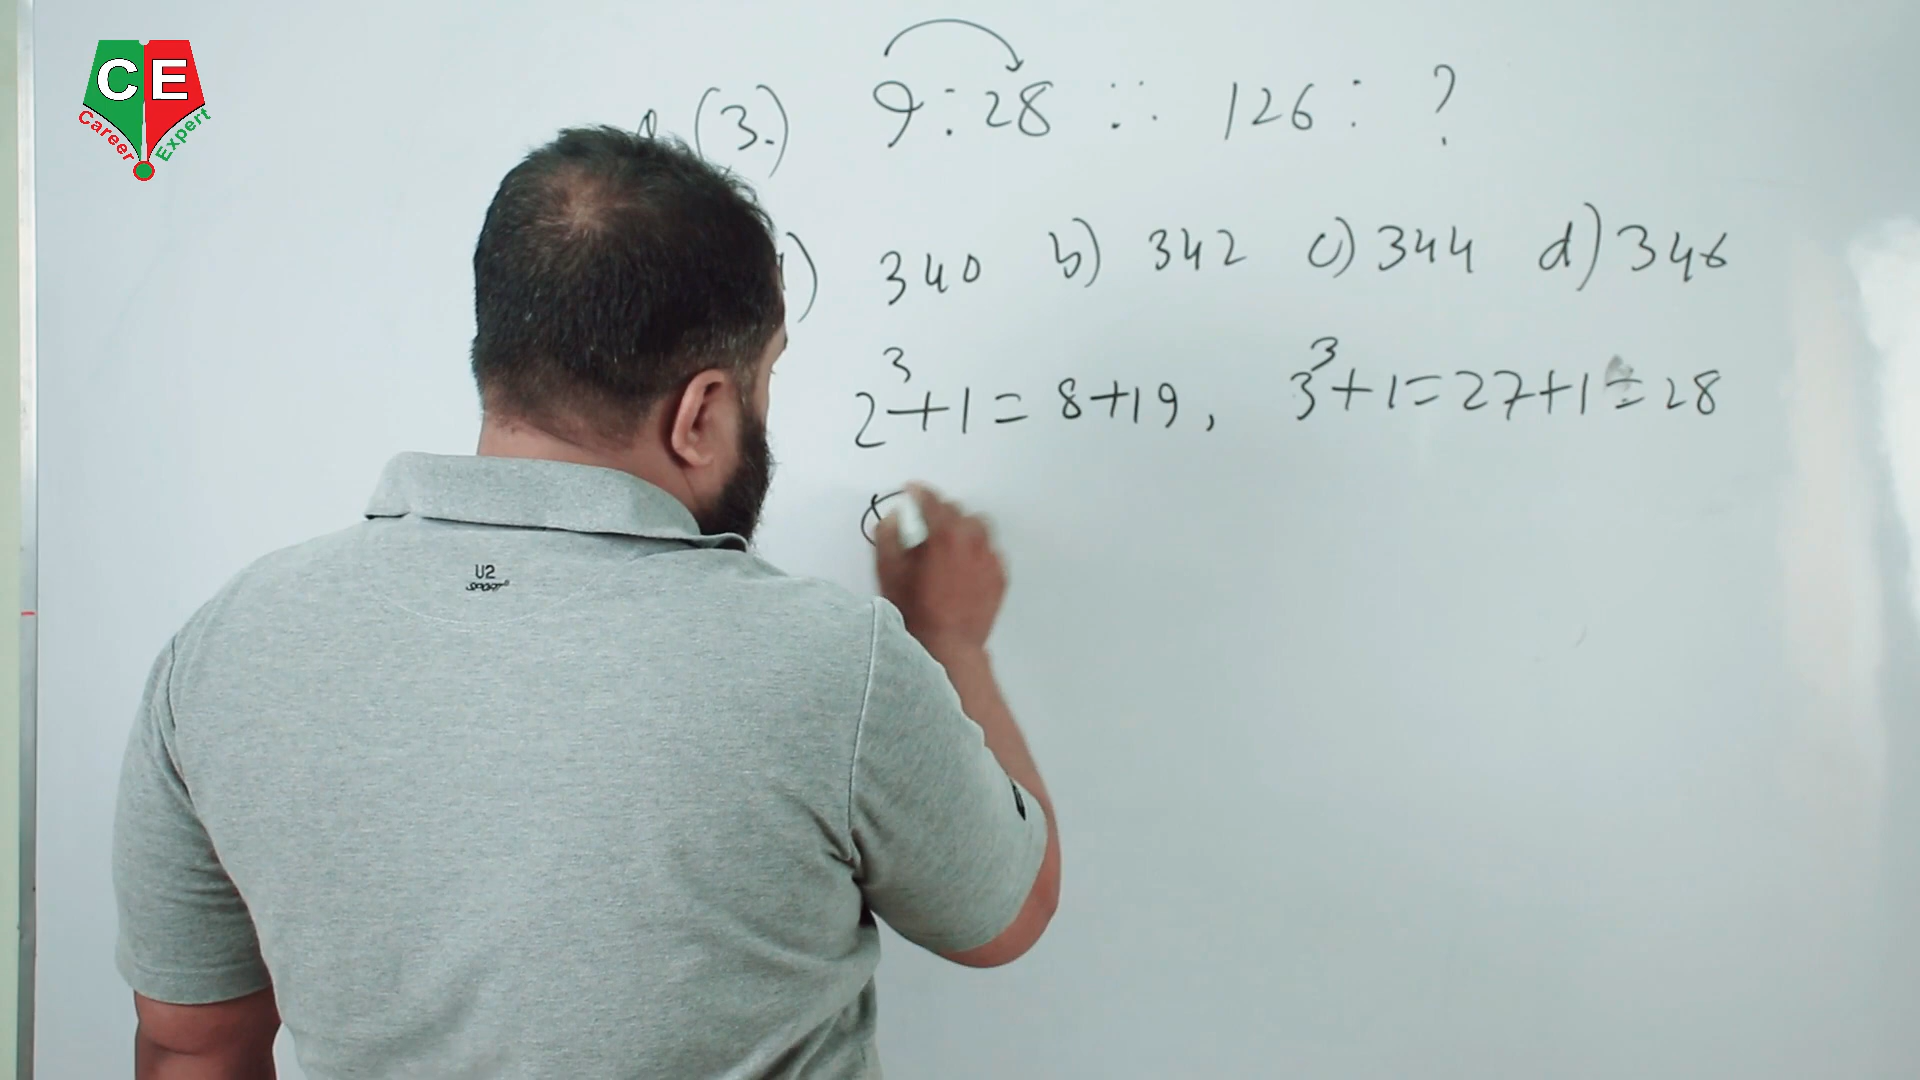 CE
Career Expert
(3.) 9 : 28 :: 126 : ?
) 340 b) 342 c) 344 d) 346
2³+1 = 8+19, 3³+1=27+1=28
U2